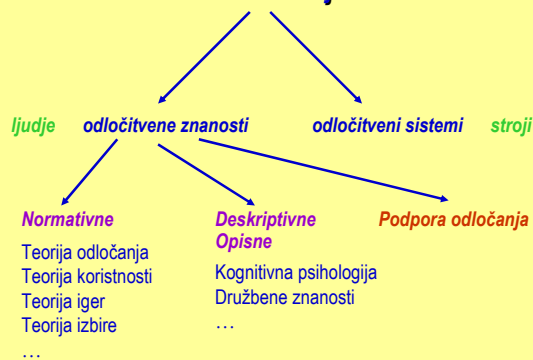 ljudje odločitvene znanosti odločitveni sistemi stroji
Normativne
Teorija odločanja
Teorija koristnosti
Teorija iger
Teorija izbire
…
Deskriptivne
Opisne
Kognitivna psihologija
Družbene znanosti
…
Podpora odločanja